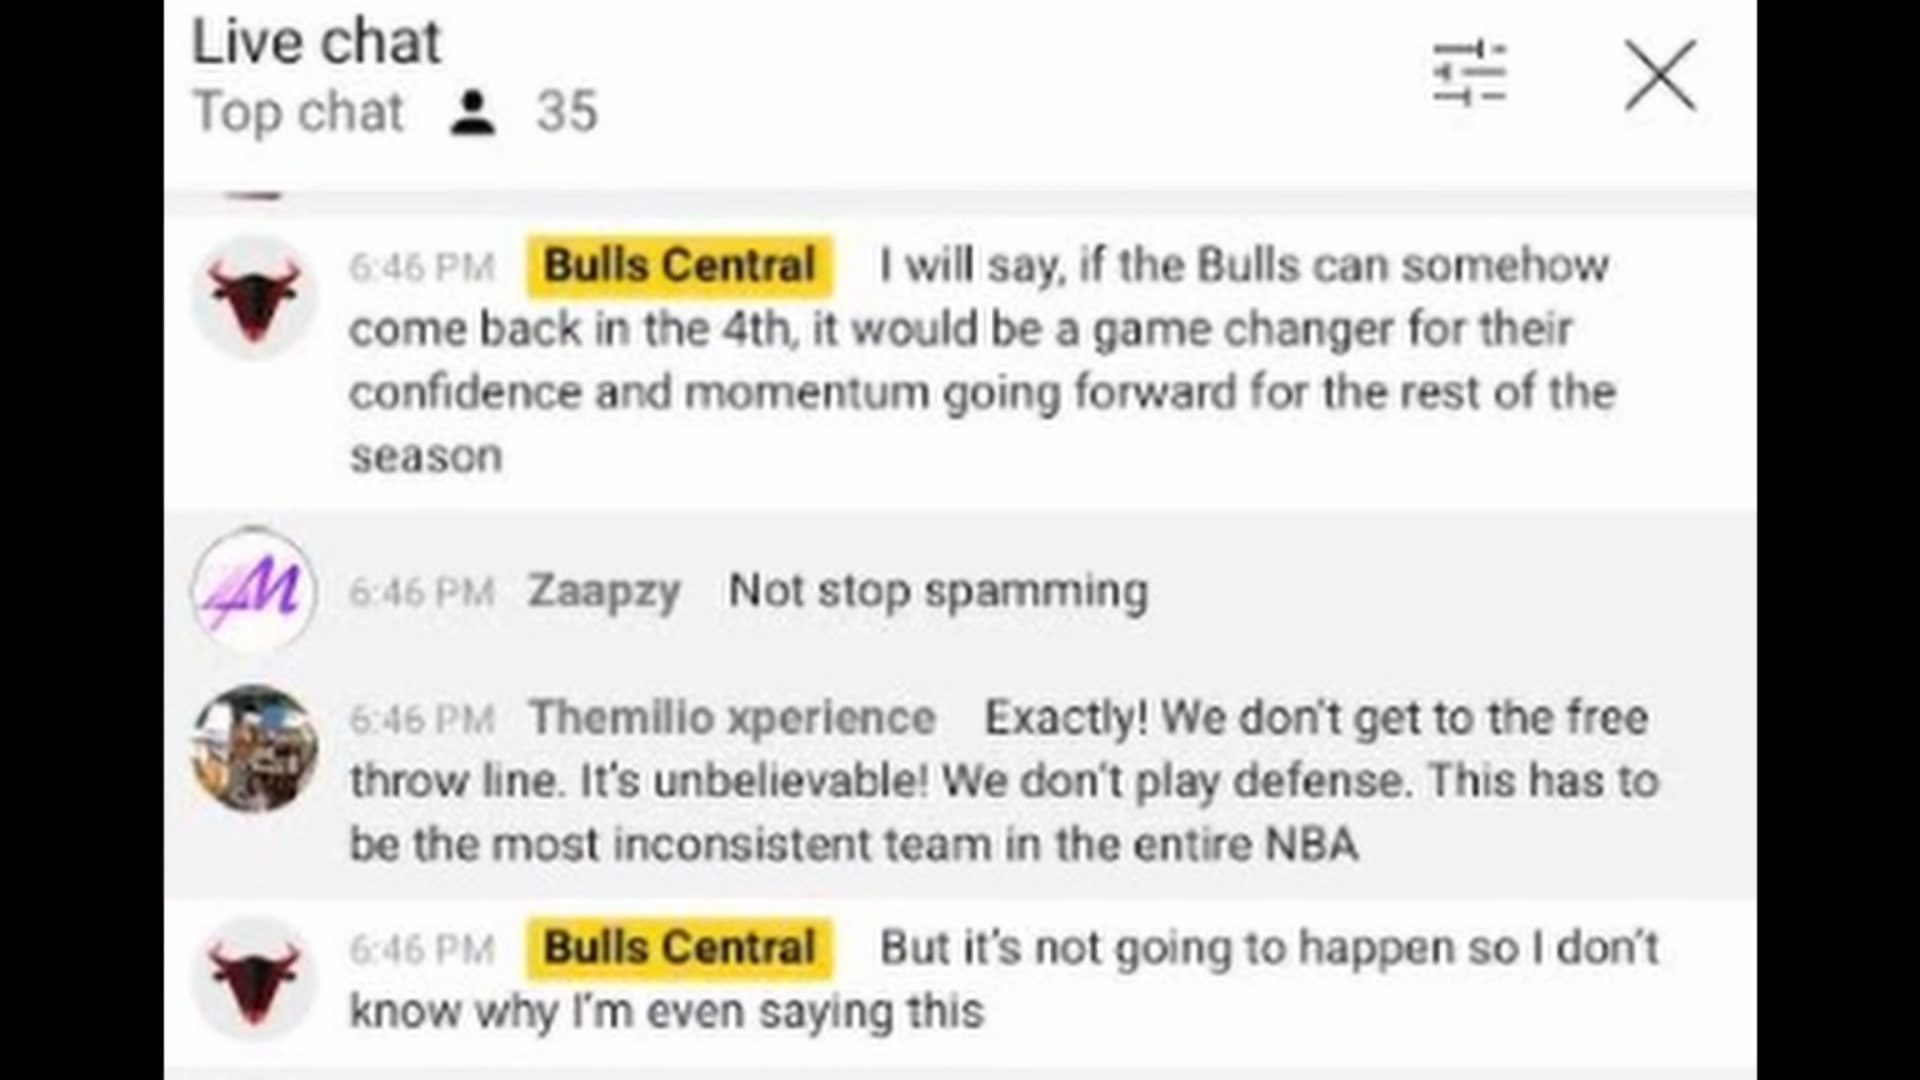 Live chat
Top chat 35
6:46 PM Bulls Central I will say, if the Bulls can somehow
come back in the 4th, it would be a game changer for their
confidence and momentum going forward for the rest of the
season
6:46 PM Zaapzy Not stop spamming
6:46 PM Themilio xperience Exactly! We don't get to the free
throw line. It's unbelievable! We don't play defense. This has to
be the most inconsistent team in the entire NBA
6:46 PM Bulls Central But it's not going to happen so I don't
know why I'm even saying this